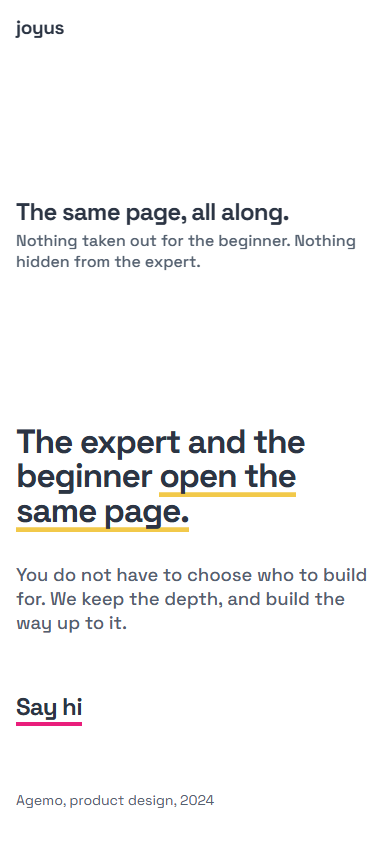 joyus
The same page, all along.
Nothing taken out for the beginner. Nothing
hidden from the expert.
The expert and the
beginner open the
same page.
You do not have to choose who to build
for. We keep the depth, and build the
way up to it.
Say hi
Agemo, product design, 2024